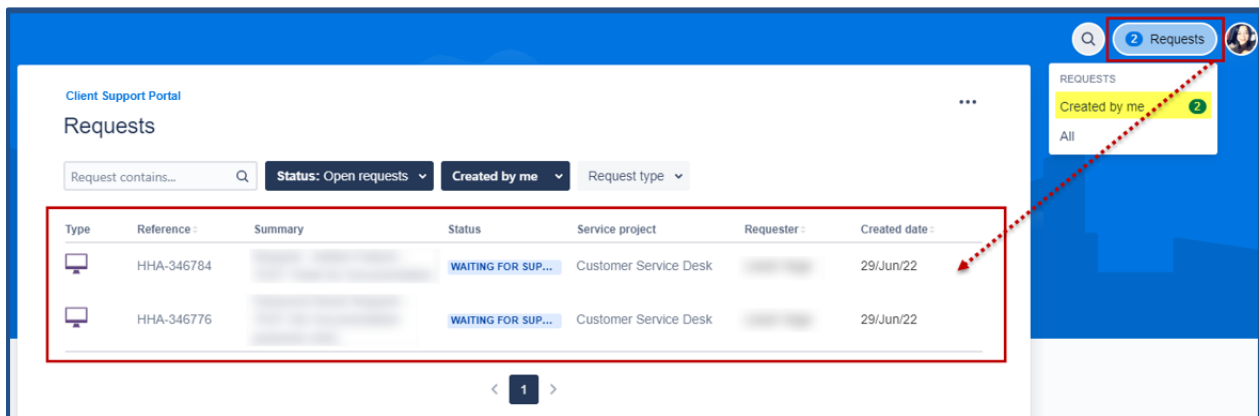 2 Requests
REQUESTS
Created by me 2
All
Client Support Portal
Requests
Request contains... Status: Open requests Created by me Request type
Type Reference Summary Status Service project Requester Created date
HHA-346784 WAITING FOR SUP... Customer Service Desk 29/Jun/22
HHA-346776 WAITING FOR SUP... Customer Service Desk 29/Jun/22
1